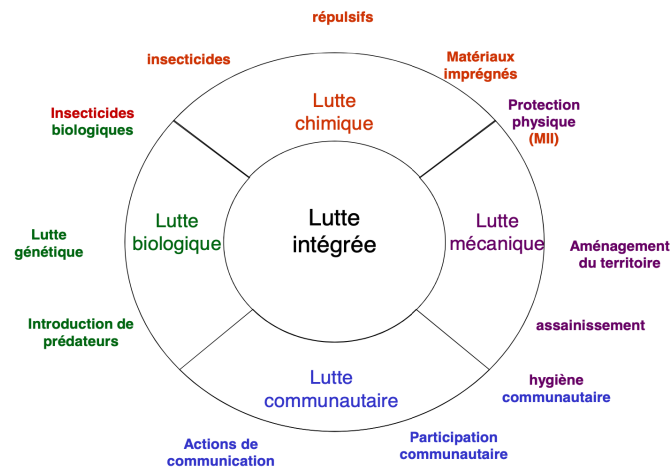 répulsifs
insecticides
Matériaux
imprégnés
Insecticides
biologiques
Lutte
chimique
Protection
physique
(MII)
Lutte
génétique
Lutte
biologique
Lutte
intégrée
Lutte
mécanique
Aménagement
du territoire
Introduction de
prédateurs
assainissement
Lutte
communautaire
hygiène
communautaire
Actions de
communication
Participation
communautaire